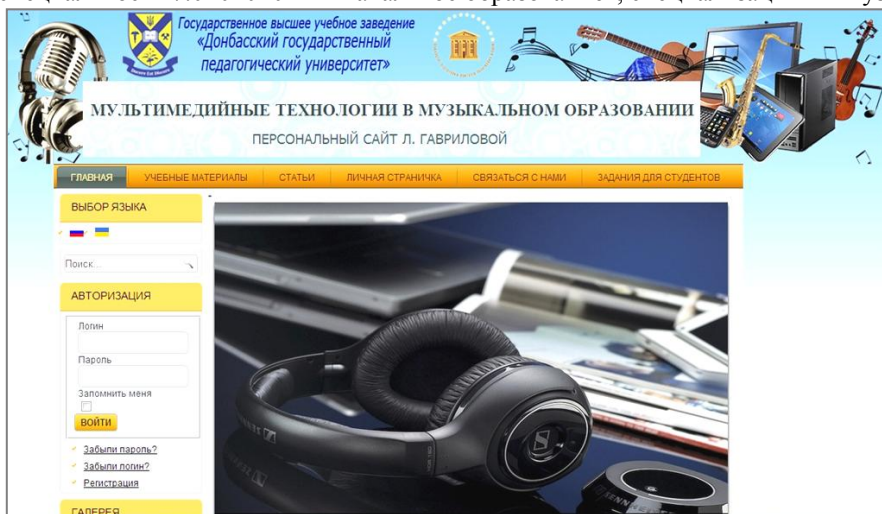 Государственное высшее учебное заведение
«Донбасский государственный
педагогический университет»
МУЛЬТИМЕДИЙНЫЕ ТЕХНОЛОГИИ В МУЗЫКАЛЬНОМ ОБРАЗОВАНИИ
ПЕРСОНАЛЬНЫЙ САЙТ Л. ГАВРИЛОВОЙ
ГЛАВНАЯ УЧЕБНЫЕ МАТЕРИАЛЫ СТАТЬИ ЛИЧНАЯ СТРАНИЧКА СВЯЗАТЬСЯ С НАМИ ЗАДАНИЯ ДЛЯ СТУДЕНТОВ
ВЫБОР ЯЗЫКА
Поиск...
АВТОРИЗАЦИЯ
Логин
Пароль
Запомнить меня
ВОЙТИ
Забыли пароль?
Забыли логин?
Регистрация
ГАЛЕРЕЯ